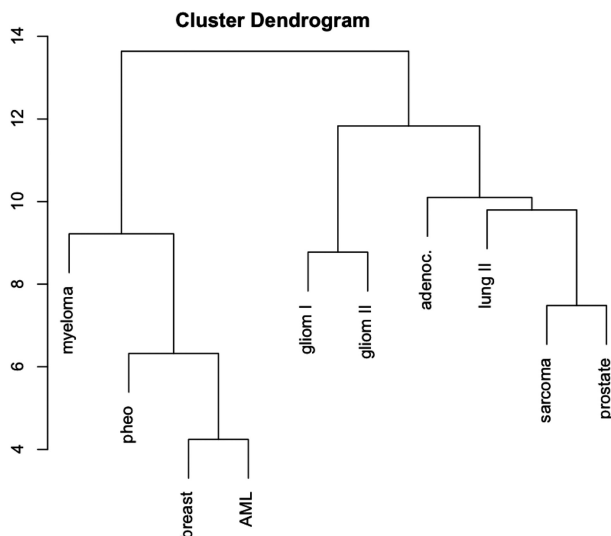 Cluster Dendrogram
14
12
10
8
6
4
myeloma
pheo
breast
AML
gliom I
gliom II
adenoc.
lung II
sarcoma
prostate